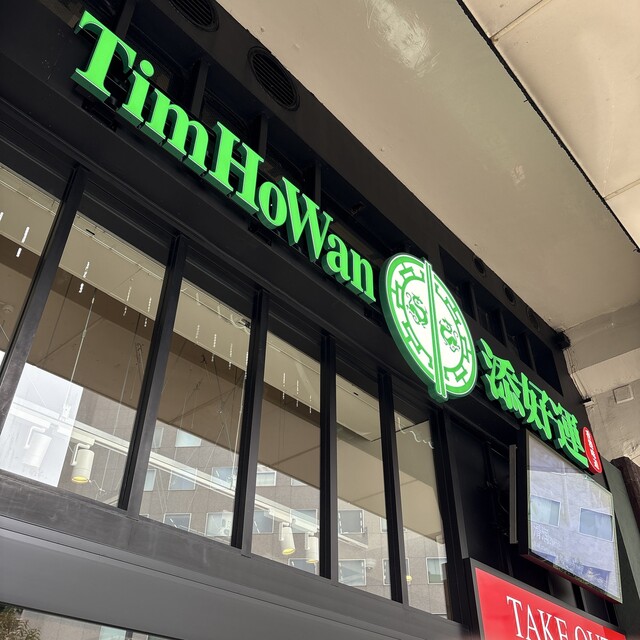 TimHoWan
添好運
TAKE OU